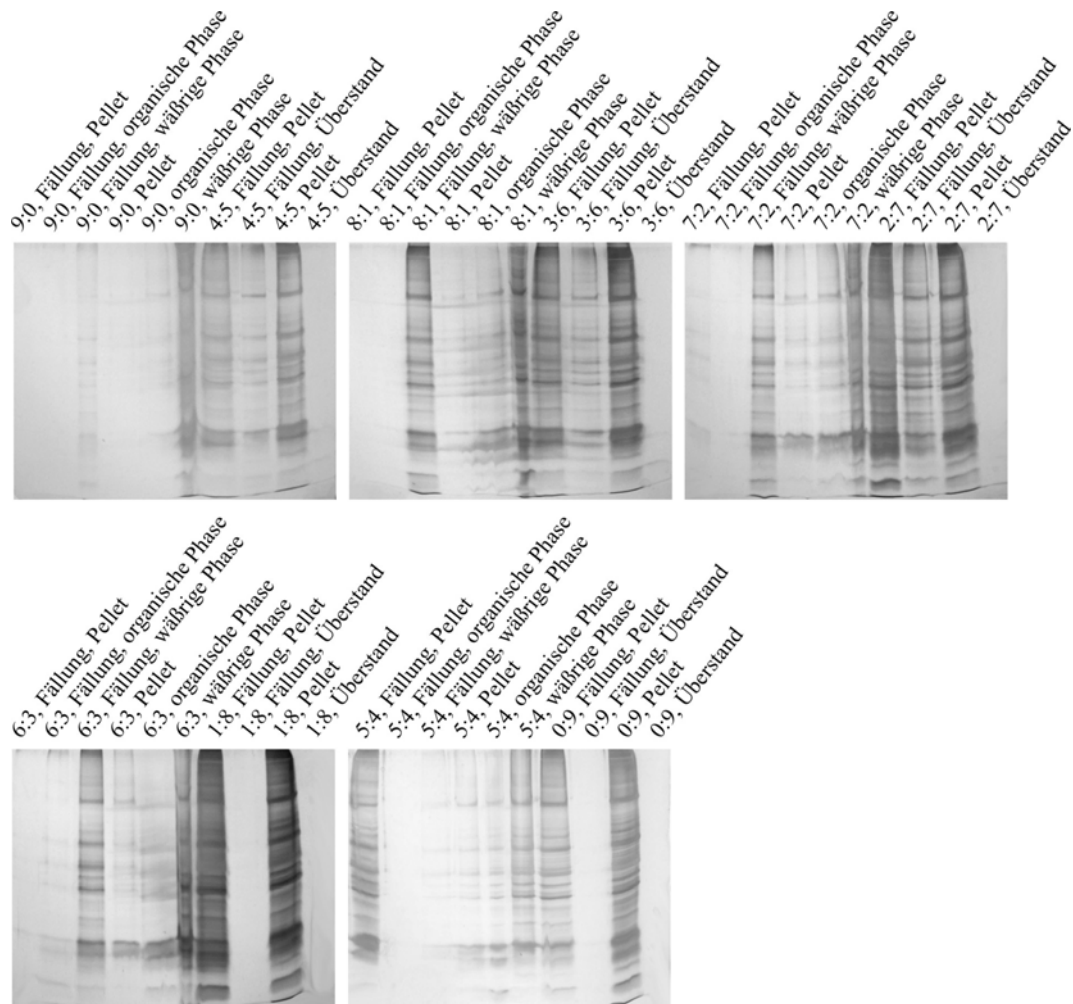 9:0, Fällung, Pellet
9:0, Fällung, organische Phase
9:0, Fällung, wäßrige Phase
9:0, Pellet
9:0, organische Phase
9:0, wäßrige Phase
4:5, Fällung, Pellet
4:5, Fällung, Überstand
4:5, Pellet
4:5, Überstand
8:1, Fällung, Pellet
8:1, Fällung, organische Phase
8:1, Fällung, wäßrige Phase
8:1, Pellet
8:1, organische Phase
8:1, wäßrige Phase
3:6, Fällung, Pellet
3:6, Fällung, Überstand
3:6, Pellet
3:6, Überstand
7:2, Fällung, Pellet
7:2, Fällung, organische Phase
7:2, Fällung, wäßrige Phase
7:2, Pellet
7:2, organische Phase
7:2, wäßrige Phase
2:7, Fällung, Pellet
2:7, Fällung, Überstand
2:7, Pellet
2:7, Überstand
6:3, Fällung, Pellet
6:3, Fällung, organische Phase
6:3, Fällung, wäßrige Phase
6:3, Pellet
6:3, organische Phase
6:3, wäßrige Phase
1:8, Fällung, Pellet
1:8, Fällung, Überstand
1:8, Pellet
1:8, Überstand
5:4, Fällung, Pellet
5:4, Fällung, organische Phase
5:4, Fällung, wäßrige Phase
5:4, Pellet
5:4, organische Phase
5:4, wäßrige Phase
0:9, Fällung, Pellet
0:9, Fällung, Überstand
0:9, Pellet
0:9, Überstand